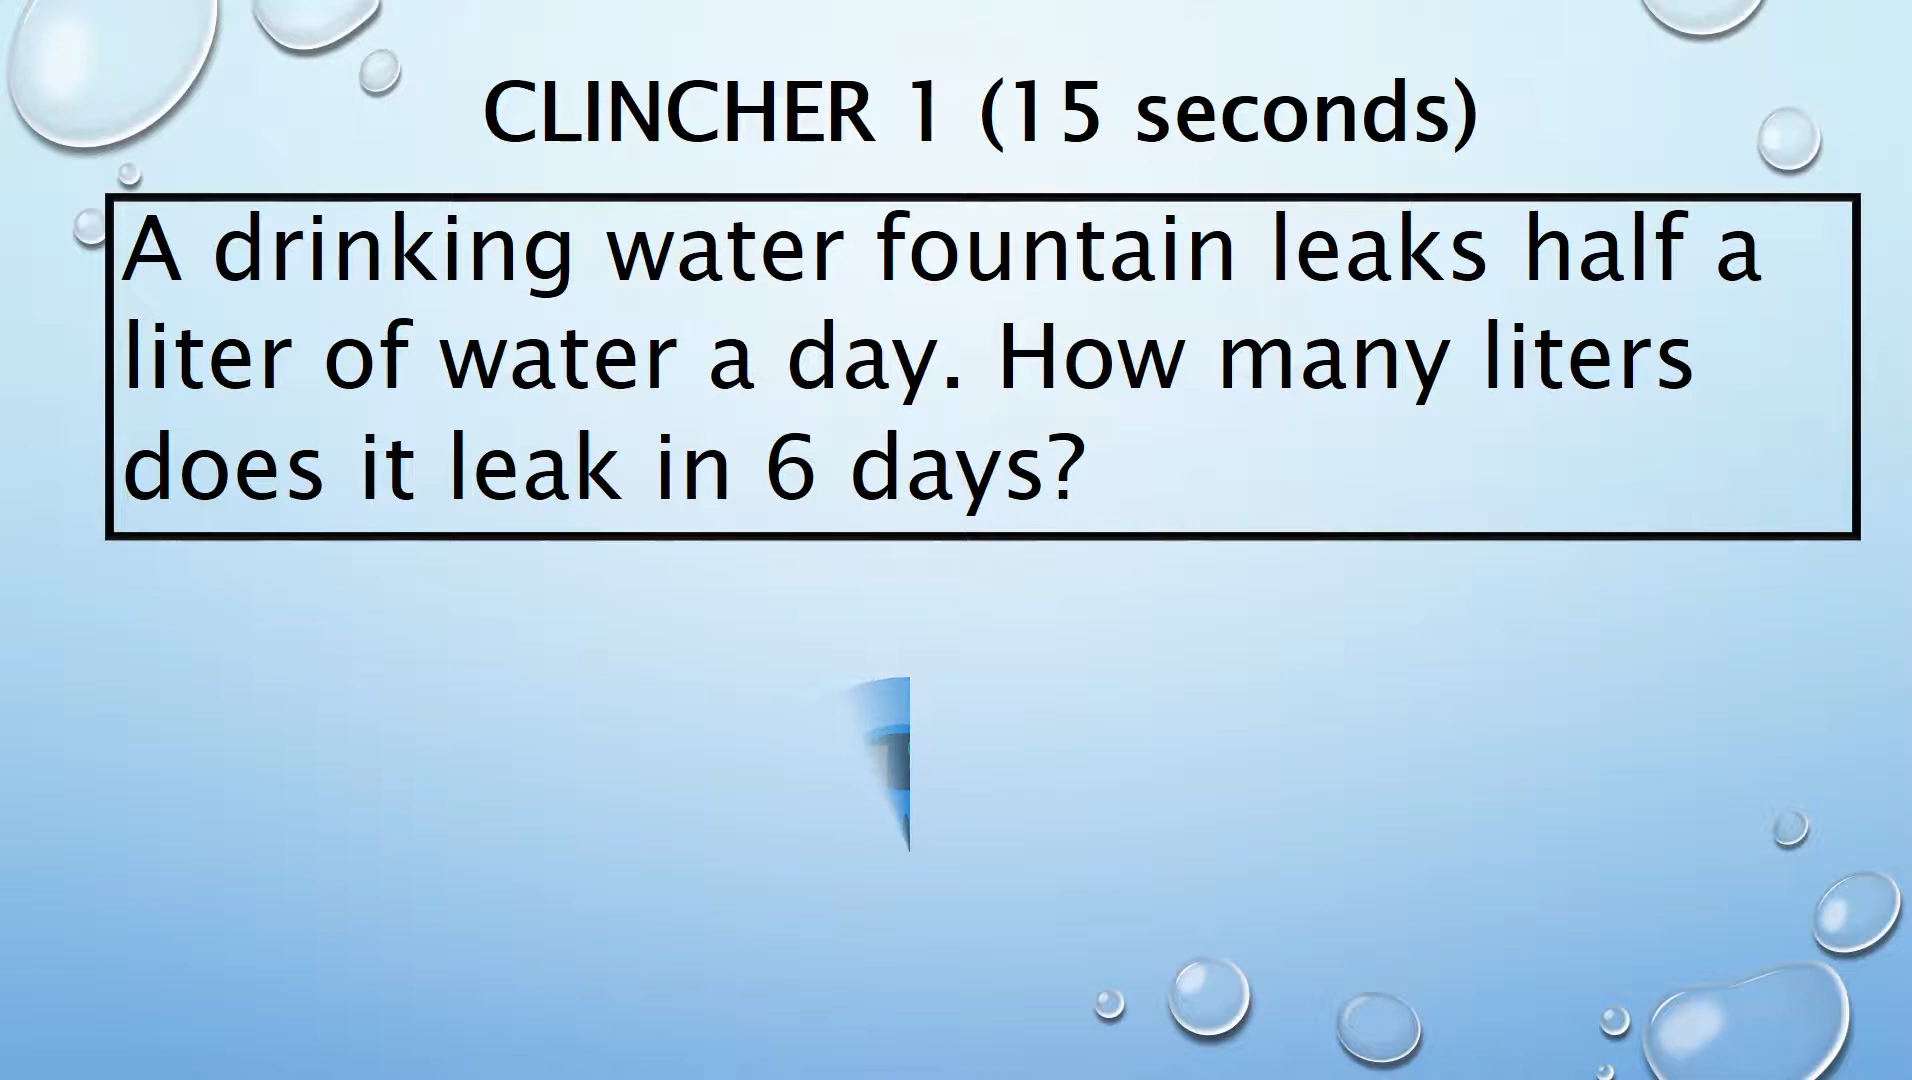 CLINCHER 1 (15 seconds)
A drinking water fountain leaks half a
liter of water a day. How many liters
does it leak in 6 days?